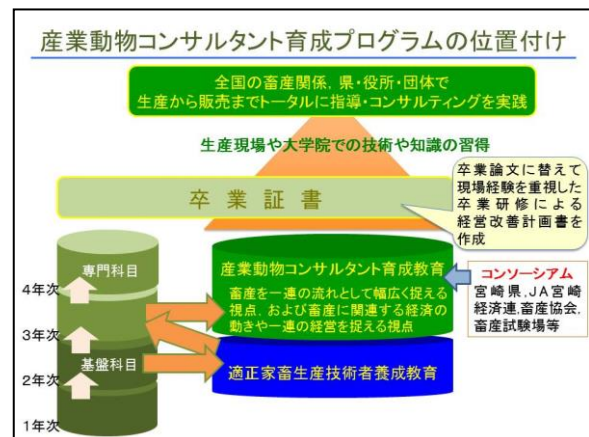 産業動物コンサルタント育成プログラムの位置付け
全国の畜産関係，県・役所・団体で
生産から販売までトータルに指導・コンサルティングを実践
生産現場や大学院での技術や知識の習得
卒業証書
卒業論文に替えて
現場経験を重視した
卒業研修による
経営改善計画書を
作成
専門科目
4年次
3年次
基盤科目
2年次
1年次
産業動物コンサルタント育成教育
畜産を一連の流れとして幅広く捉える
視点，および畜産に関連する経済の
動きや一連の経営を捉える視点
適正家畜生産技術者養成教育
コンソーシアム
宮崎県，JA宮崎
経済連，畜産協会，
畜産試験場等